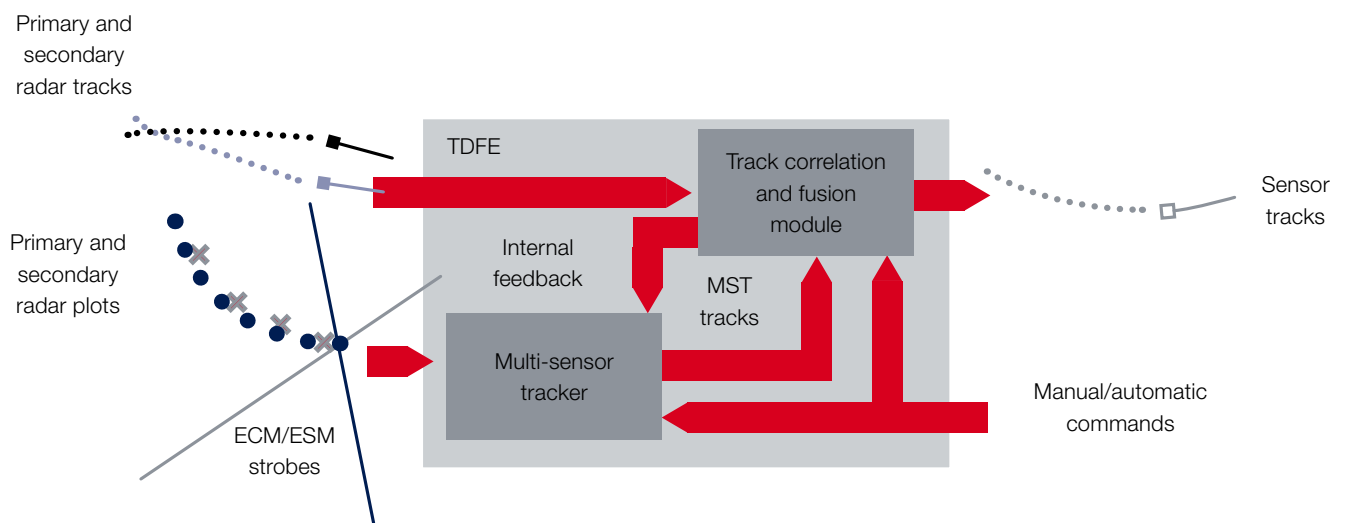 Primary and
secondary
radar tracks
TDFE
Track correlation
and fusion
module
Sensor
tracks
Primary and
secondary
radar plots
Internal
feedback
MST
tracks
Multi-sensor
tracker
Manual/automatic
commands
ECM/ESM
strobes